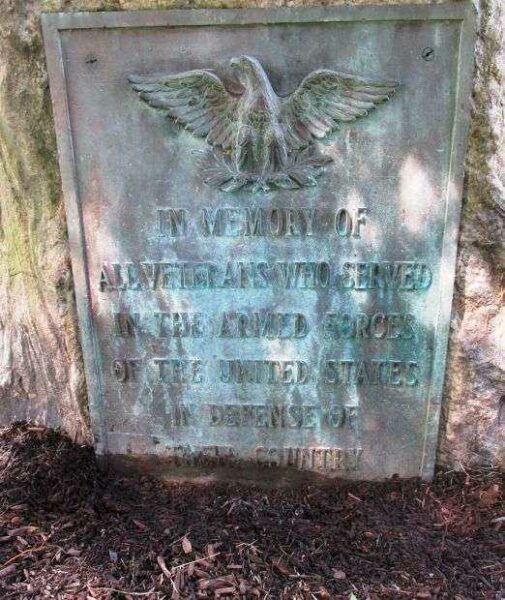 IN MEMORY OF
ALL VETERANS WHO SERVED
IN THE ARMED FORCES
OF THE UNITED STATES
IN DEFENSE OF
THEIR COUNTRY